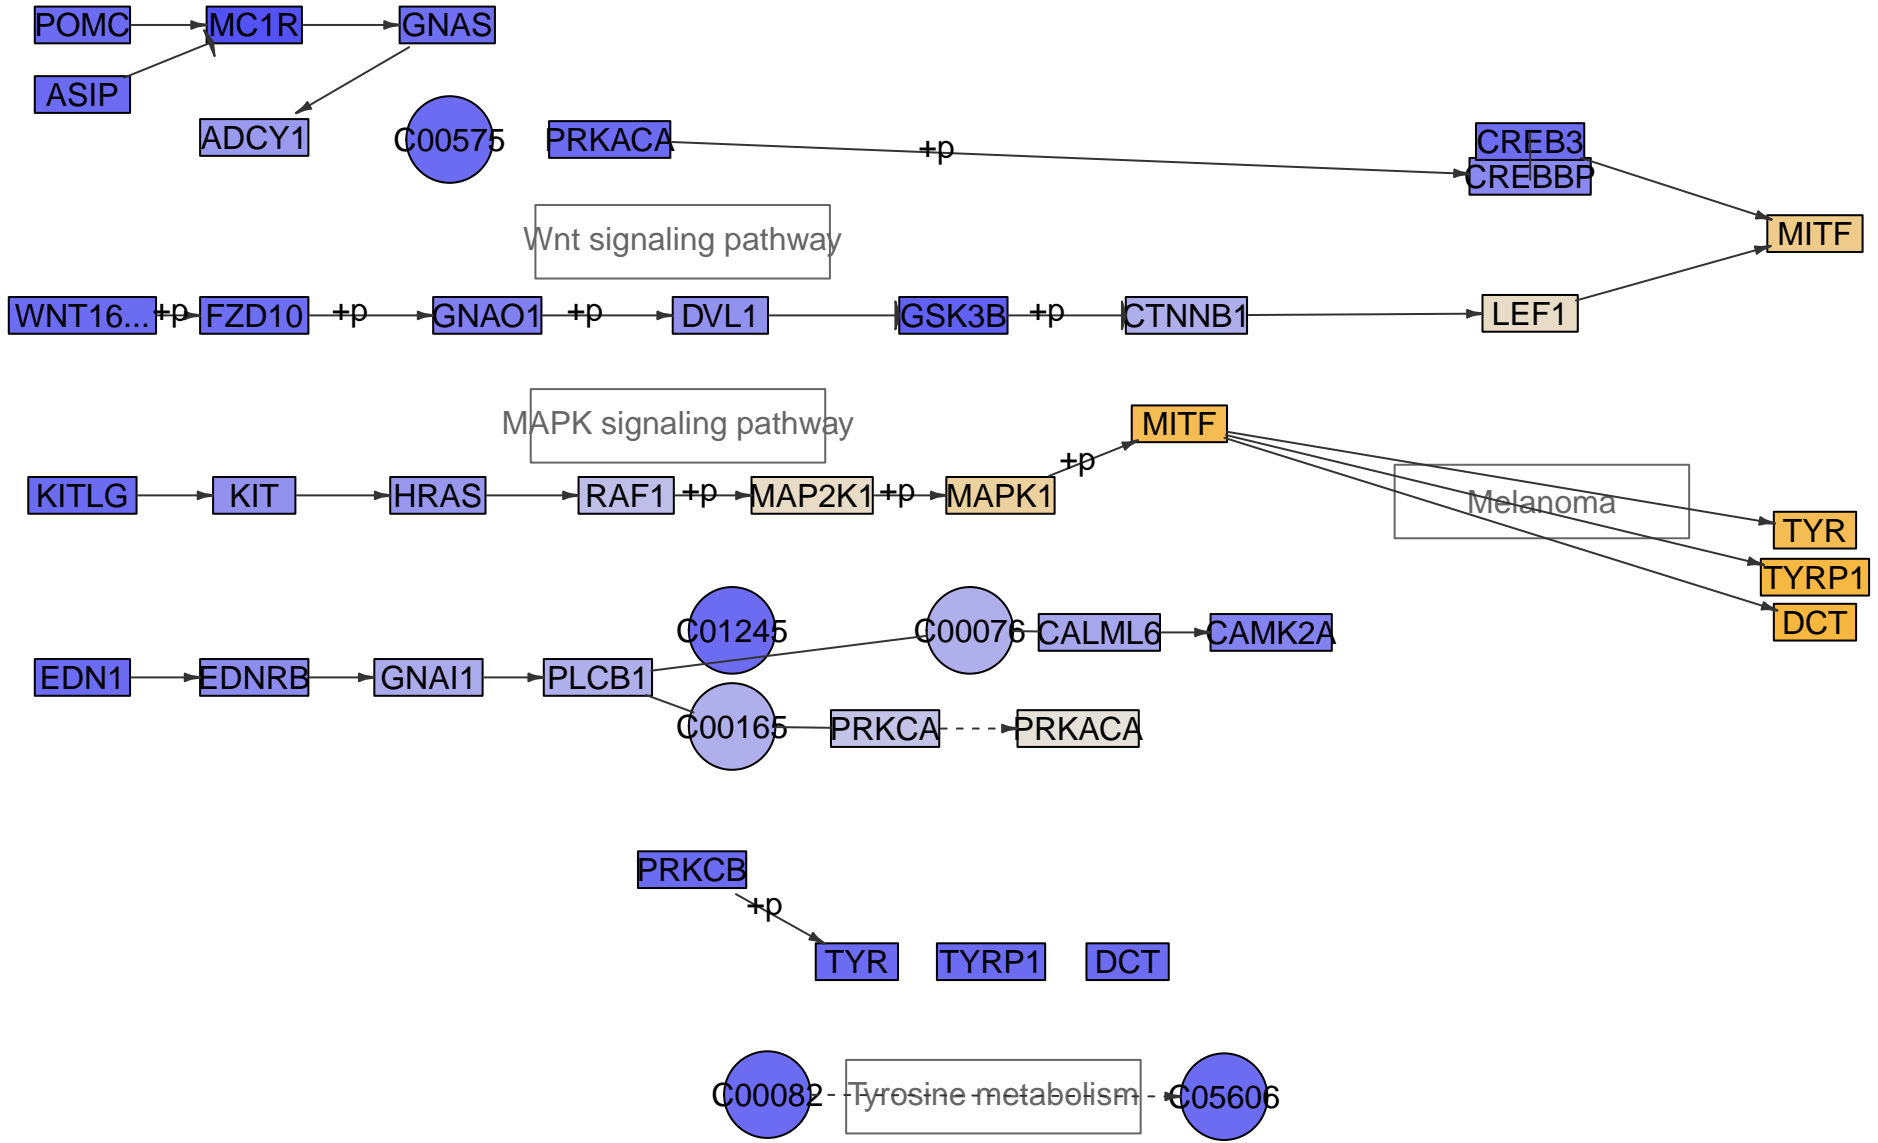 POMC
MC1R
GNAS
ASIP
ADCY1
C00575
PRKACA
+p
CREB3
CREBBP
Wnt signaling pathway
MITF
WNT16...
+p
FZD10
+p
GNAO1
+p
DVL1
GSK3B
+p
CTNNB1
LEF1
MAPK signaling pathway
MITF
+p
KITLG
KIT
HRAS
RAF1
+p
MAP2K1
+p
MAPK1
Melanoma
TYR
TYRP1
DCT
C01245
C00076
CALML6
CAMK2A
EDN1
EDNRB
GNAI1
PLCB1
C00165
PRKCA
PRKACA
PRKCB
+p
TYR
TYRP1
DCT
C00082
Tyrosine metabolism
C05606